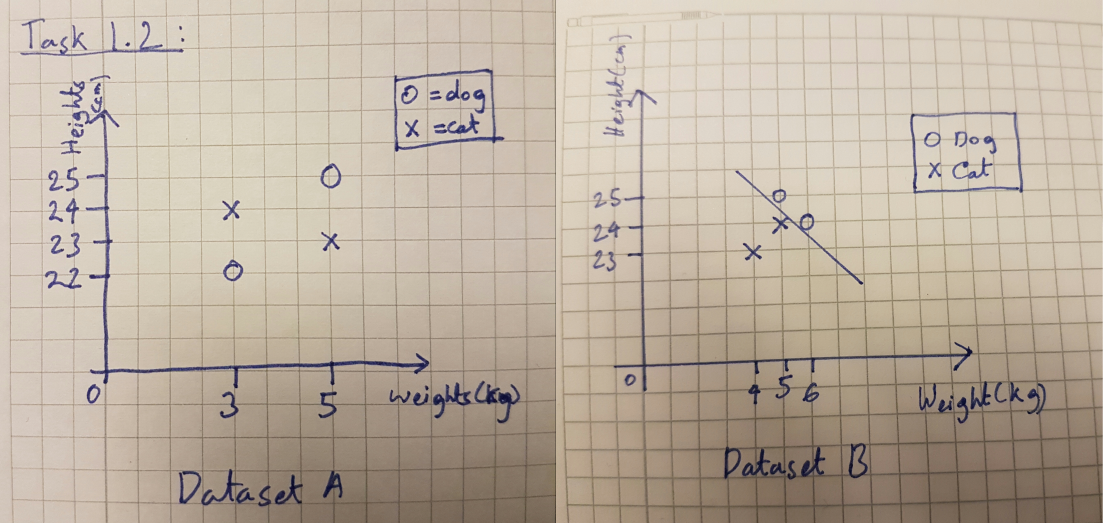 Task 1.2:
Heights (cm)
O = dog
x = cat
25
24
23
22
0
3
5
weights (kg)
Dataset A
Height (cm)
O Dog
x Cat
25
24
23
0
4
5
6
Weight (kg)
Dataset B